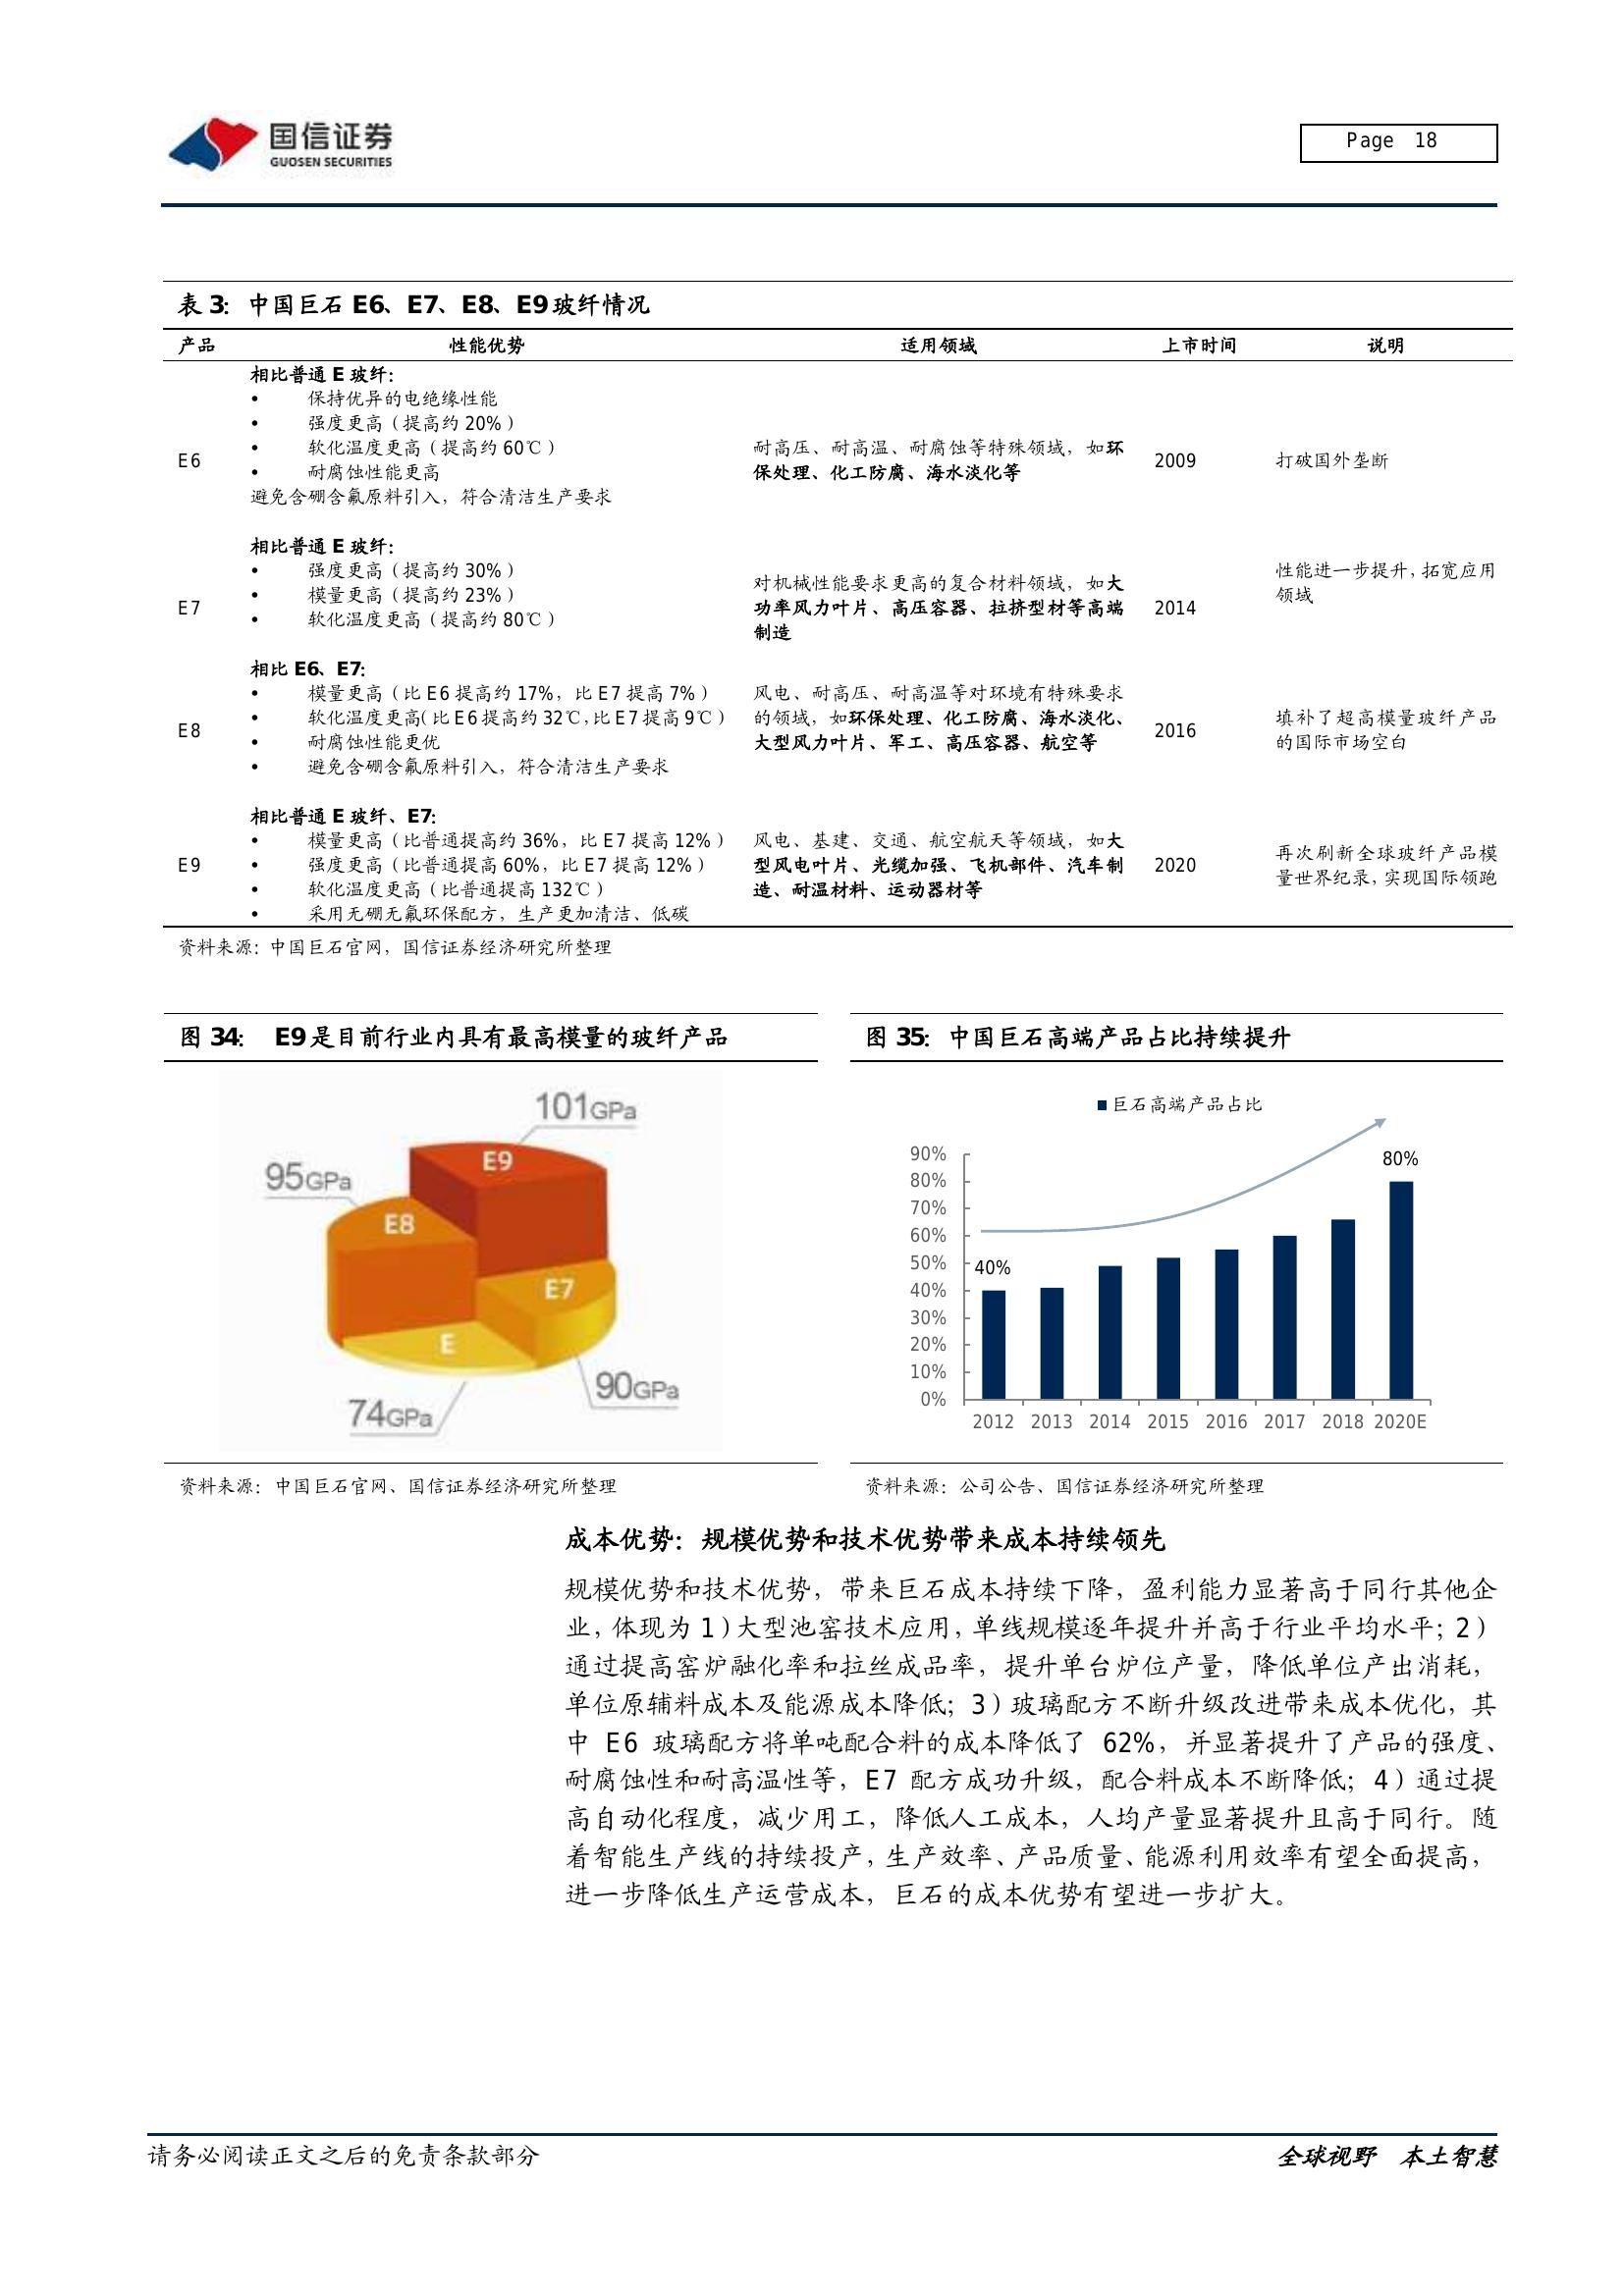 国信证券
GUOSEN SECURITIES
Page 18
表 3：中国巨石 E6、E7、E8、E9 玻纤情况
产品 性能优势 适用领域 上市时间 说明
相比普通 E 玻纤：
• 保持优异的电绝缘性能
• 强度更高（提高约 20%）
• 软化温度更高（提高约 60℃）
• 耐腐蚀性能更高
避免含硼含氟原料引入，符合清洁生产要求
E6
耐高压、耐高温、耐腐蚀等特殊领域，如环
保处理、化工防腐、海水淡化等
2009
打破国外垄断
相比普通 E 玻纤：
• 强度更高（提高约 30%）
• 模量更高（提高约 23%）
• 软化温度更高（提高约 80℃）
E7
对机械性能要求更高的复合材料领域，如大
功率风力叶片、高压容器、拉挤型材等高端
制造
2014
性能进一步提升，拓宽应用
领域
相比 E6、E7：
• 模量更高（比 E6 提高约 17%，比 E7 提高 7%）
• 软化温度更高（比 E6 提高约 32℃，比 E7 提高 9℃）
• 耐腐蚀性能更优
• 避免含硼含氟原料引入，符合清洁生产要求
E8
风电、耐高压、耐高温等对环境有特殊要求
的领域，如环保处理、化工防腐、海水淡化、
大型风力叶片、军工、高压容器、航空等
2016
填补了超高模量玻纤产品
的国际市场空白
相比普通 E 玻纤、E7：
• 模量更高（比普通提高约 36%，比 E7 提高 12%）
• 强度更高（比普通提高 60%，比 E7 提高 12%）
• 软化温度更高（比普通提高 132℃）
• 采用无硼无氟环保配方，生产更加清洁、低碳
E9
风电、基建、交通、航空航天等领域，如大
型风电叶片、光缆加强、飞机部件、汽车制
造、耐温材料、运动器材等
2020
再次刷新全球玻纤产品模
量世界纪录，实现国际领跑
资料来源：中国巨石官网，国信证券经济研究所整理
图 34： E9 是目前行业内具有最高模量的玻纤产品
101GPa
E9
95GPa
E8
E7
E
90GPa
74GPa
资料来源：中国巨石官网、国信证券经济研究所整理
图 35：中国巨石高端产品占比持续提升
巨石高端产品占比
90%
80%
70%
60%
50%
40%
30%
20%
10%
0%
40%
80%
2012 2013 2014 2015 2016 2017 2018 2020E
资料来源：公司公告、国信证券经济研究所整理
成本优势：规模优势和技术优势带来成本持续领先
规模优势和技术优势，带来巨石成本持续下降，盈利能力显著高于同行其他企
业，体现为 1）大型池窑技术应用，单线规模逐年提升并高于行业平均水平；2）
通过提高窑炉融化率和拉丝成品率，提升单台炉位产量，降低单位产出消耗，
单位原辅料成本及能源成本降低；3）玻璃配方不断升级改进带来成本优化，其
中 E6 玻璃配方将单吨配合料的成本降低了 62%，并显著提升了产品的强度、
耐腐蚀性和耐高温性等，E7 配方成功升级，配合料成本不断降低；4）通过提
高自动化程度，减少用工，降低人工成本，人均产量显著提升且高于同行。随
着智能生产线的持续投产，生产效率、产品质量、能源利用效率有望全面提高，
进一步降低生产运营成本，巨石的成本优势有望进一步扩大。
请务必阅读正文之后的免责条款部分
全球视野 本土智慧